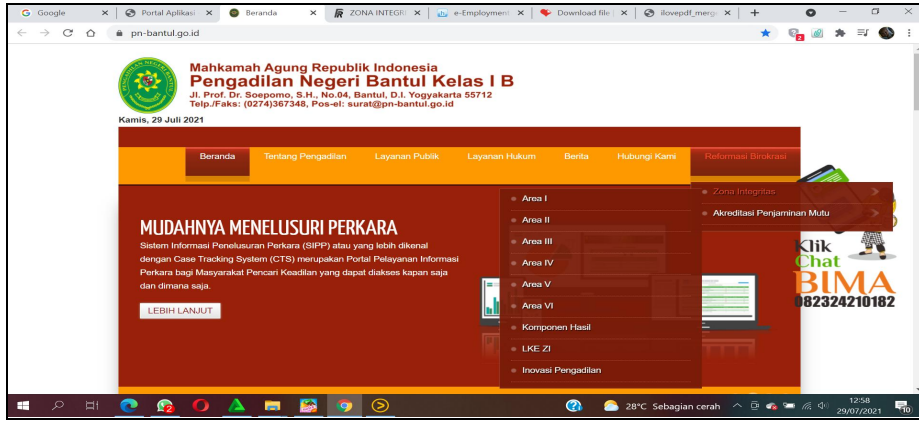 Google
Portal Aplikasi
Beranda
ZONA INTEGRI
e-Employment
Download file
ilovepdf_merg
pn-bantul.go.id
Mahkamah Agung Republik Indonesia
Pengadilan Negeri Bantul Kelas I B
Jl. Prof. Dr. Soepomo, S.H., No.04, Bantul, D.I. Yogyakarta 55712
Telp./Faks: (0274)367348, Pos-el: surat@pn-bantul.go.id
Kamis, 29 Juli 2021
Beranda Tentang Pengadilan Layanan Publik Layanan Hukum Berita Hubungi Kami Reformasi Birokrasi
Zona Integritas
Akreditasi Penjaminan Mutu
Area I
Area II
Area III
Area IV
Area V
Area VI
Komponen Hasil
LKE ZI
Inovasi Pengadilan
MUDAHNYA MENELUSURI PERKARA
Sistem Informasi Penelusuran Perkara (SIPP) atau yang lebih dikenal
dengan Case Tracking System (CTS) merupakan Portal Pelayanan Informasi
Perkara bagi Masyarakat Pencari Keadilan yang dapat diakses kapan saja
dan dimana saja.
LEBIH LANJUT
Klik
Chat
BIMA
082324210182
28°C Sebagian cerah
12:58
29/07/2021